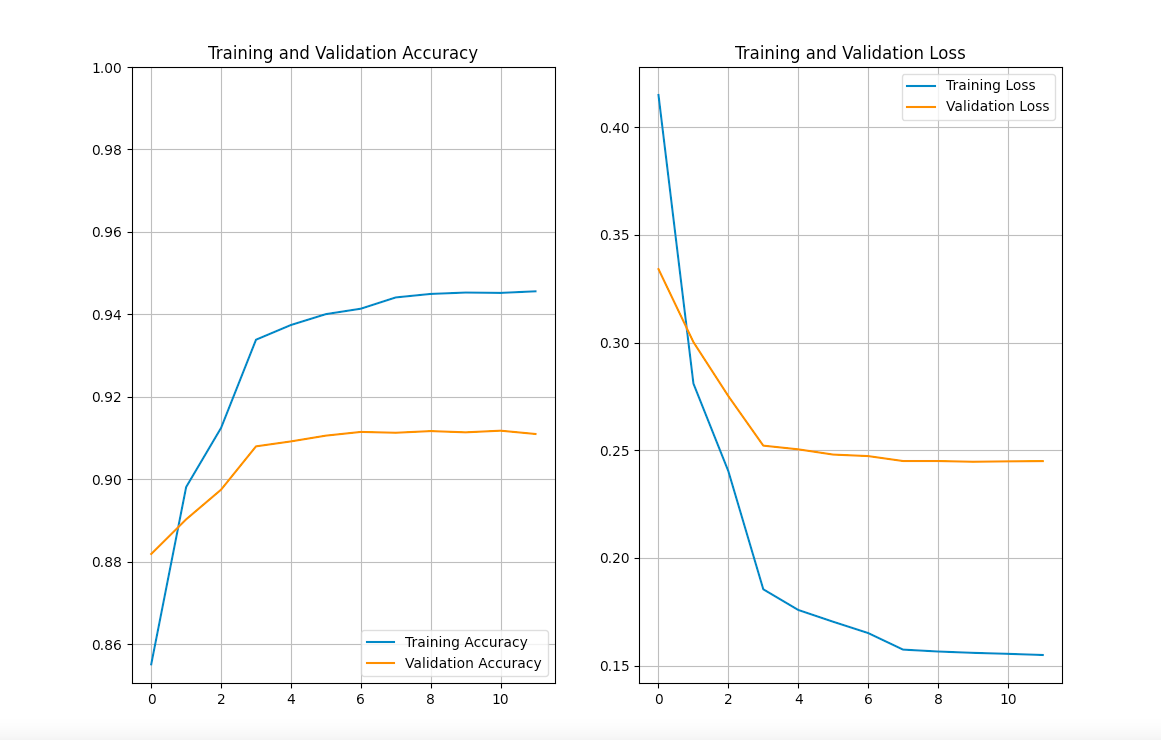 Training and Validation Accuracy
1.00
0.98
0.96
0.94
0.92
0.90
0.88
0.86
Training Accuracy
Validation Accuracy
0 2 4 6 8 10
Training and Validation Loss
Training Loss
Validation Loss
0.40
0.35
0.30
0.25
0.20
0.15
0 2 4 6 8 10